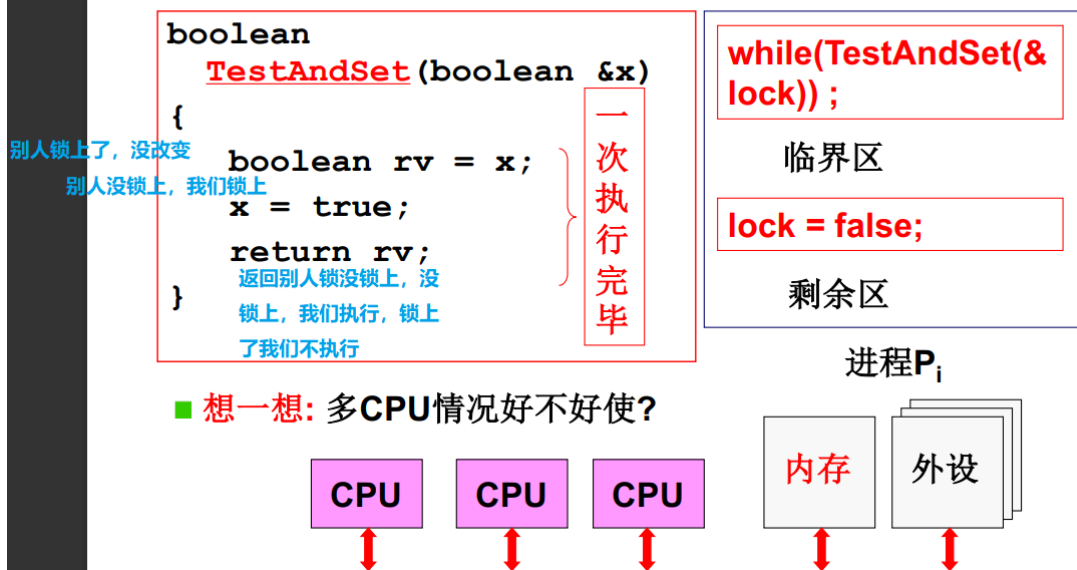 boolean
TestAndSet(boolean &x)
{
别人锁上了，没改变
boolean rv = x;
别人没锁上，我们锁上
x = true;
return rv;
返回别人锁没锁上，没
锁上，我们执行，锁上
了我们不执行
}
一次执行完毕
while(TestAndSet(&
lock)) ;
临界区
lock = false;
剩余区
进程Pi
想一想: 多CPU情况好不好使?
CPU
CPU
CPU
内存
外设